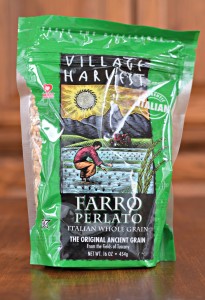 VILLAGE
HARVEST
ITALIAN
FARRO
PERLATO
ITALIAN WHOLE GRAIN
THE ORIGINAL ANCIENT GRAIN
From the Fields of Tuscany
NET WT. 16 OZ • 454g